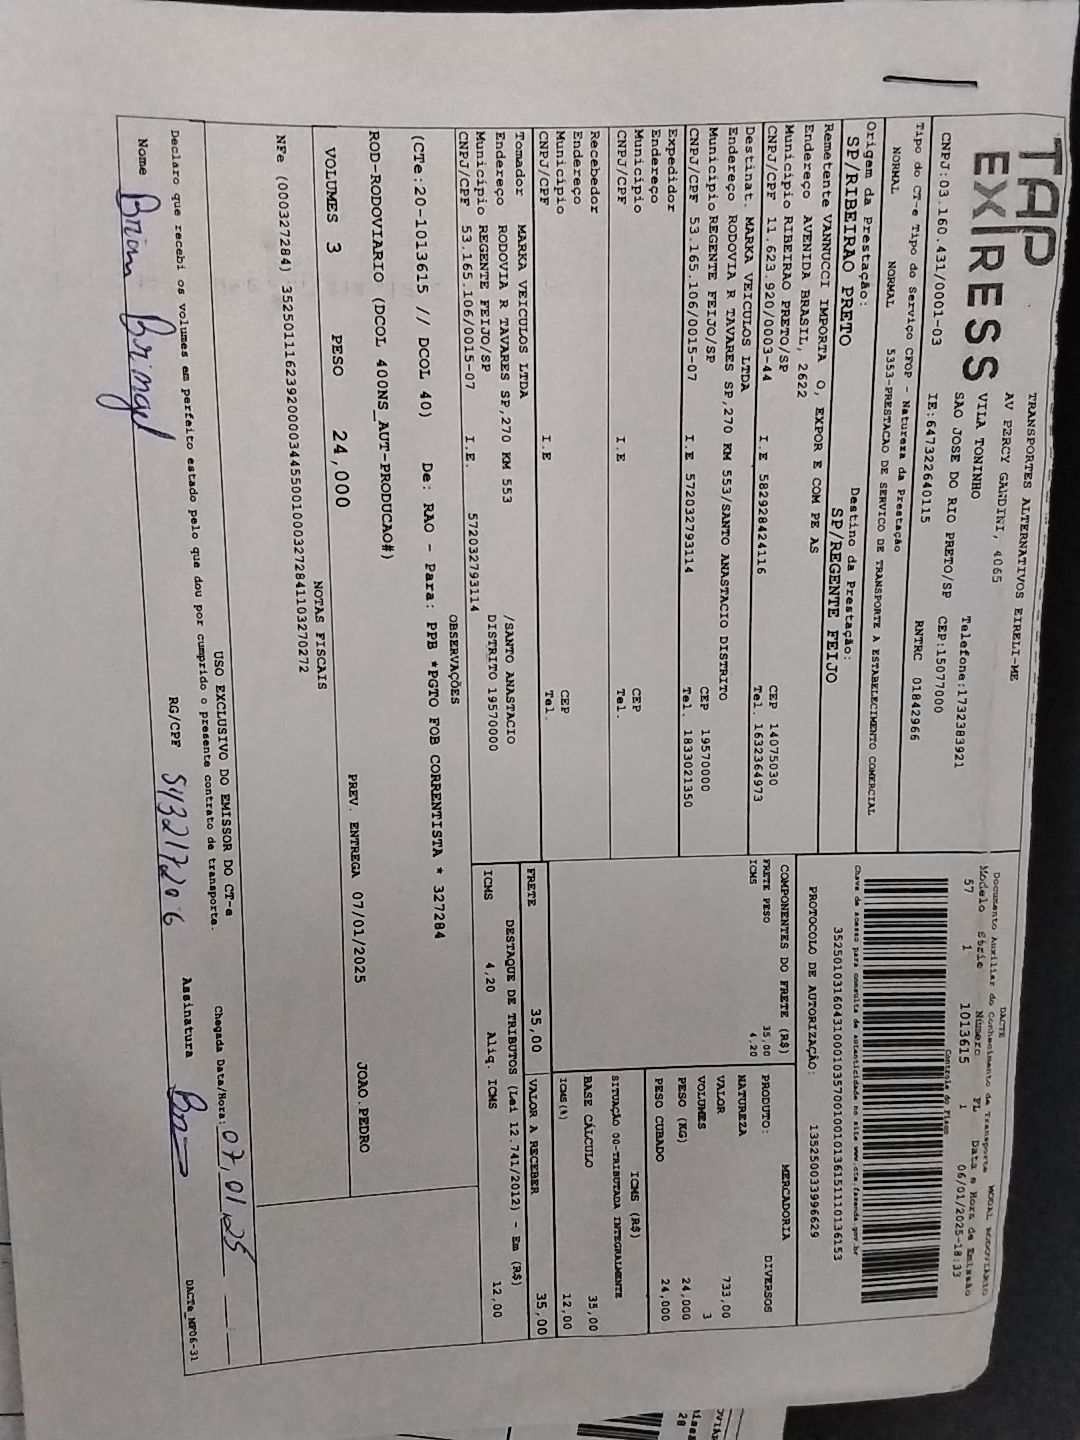 TAP
EX/RESS
TRANSPORTES ALTERNATIVOS EIRELI-ME
AV PERCY GANDINI, 4065
VILA TONINHO
SAO JOSE DO RIO PRETO/SP CEP:15077000
Telefone:1732383921
CNPJ:03.160.431/0001-03 IE:647322640115 RNTRC 01842966
Tipo do CT-e Tipo do Serviço CFOP - Natureza da Prestação
NORMAL NORMAL 5353-PRESTACAO DE SERVICO DE TRANSPORTE A ESTABELECIMENTO COMERCIAL
Origem da Prestação: Destino da Prestação:
SP/RIBEIRAO PRETO SP/REGENTE FEIJO
Remetente VANNUCCI IMPORTA O, EXPOR E COM PE AS
Endereço AVENIDA BRASIL, 2622
Municipio RIBEIRAO PRETO/SP CEP 14075030
CNPJ/CPF 11.623.920/0003-44 I.E 582928424116 Tel. 1632364973
Destinat. MARKA VEICULOS LTDA
Endereço RODOVIA R TAVARES SP,270 KM 553/SANTO ANASTACIO DISTRITO
Municipio REGENTE FEIJO/SP CEP 19570000
CNPJ/CPF 53.165.106/0015-07 I.E 572032793114 Tel. 1833021350
Expedidor
Endereço
Municipio CEP
CNPJ/CPF I.E Tel.
Recebedor
Endereço
Municipio CEP
CNPJ/CPF I.E Tel.
Tomador MARKA VEICULOS LTDA
Endereço RODOVIA R TAVARES SP,270 KM 553 /SANTO ANASTACIO
Municipio REGENTE FEIJO/SP DISTRITO 19570000
CNPJ/CPF 53.165.106/0015-07 I.E. 572032793114
DACTE
Documento Auxiliar do Conhecimento de Transporte MODAL RODOVIÁRIO
Modelo Série Número FL Data e Hora de Emissão
57 1 1013615 1 06/01/2025-18:33
Controle do Fisco
Chave de acesso para consulta de autenticidade no site www.cte.fazenda.gov.br
35250103160431000103570010010136151110136153
PROTOCOLO DE AUTORIZAÇÃO: 135250033996629
COMPONENTES DO FRETE (R$)
FRETE PESO 35,00
ICMS 4,20
MERCADORIA
PRODUTO: DIVERSOS
NATUREZA
VALOR 733,00
VOLUMES 3
PESO (KG) 24,000
PESO CUBADO 24,000
ICMS (R$)
SITUAÇÃO 00-TRIBUTADA INTEGRALMENTE
BASE CÁLCULO 35,00
ICMS(%) 12,00
FRETE 35,00 VALOR A RECEBER 35,00
DESTAQUE DE TRIBUTOS (Lei 12.741/2012) - Em (R$)
ICMS 4,20 Aliq. ICMS 12,00
OBSERVAÇÕES
(CTe:20-1013615 // DCOL 40) De: RAO - Para: PPB *PGTO FOB CORRENTISTA * 327284
ROD-RODOVIARIO (DCOL 400NS_AUT-PRODUCAO#)
VOLUMES 3 PESO 24,000 PREV. ENTREGA 07/01/2025 JOAO.PEDRO
NOTAS FISCAIS
NFe (000327284) 35250111623920000344550010003272841103270272
USO EXCLUSIVO DO EMISSOR DO CT-e
Declaro que recebi os volumes em perfeito estado pelo que dou por cumprido o presente contrato de transporte.
Chegada Data/Hora: 07,01,25
Nome Brian Bringel RG/CPF 543217206 Assinatura
DACTe_MP06-31